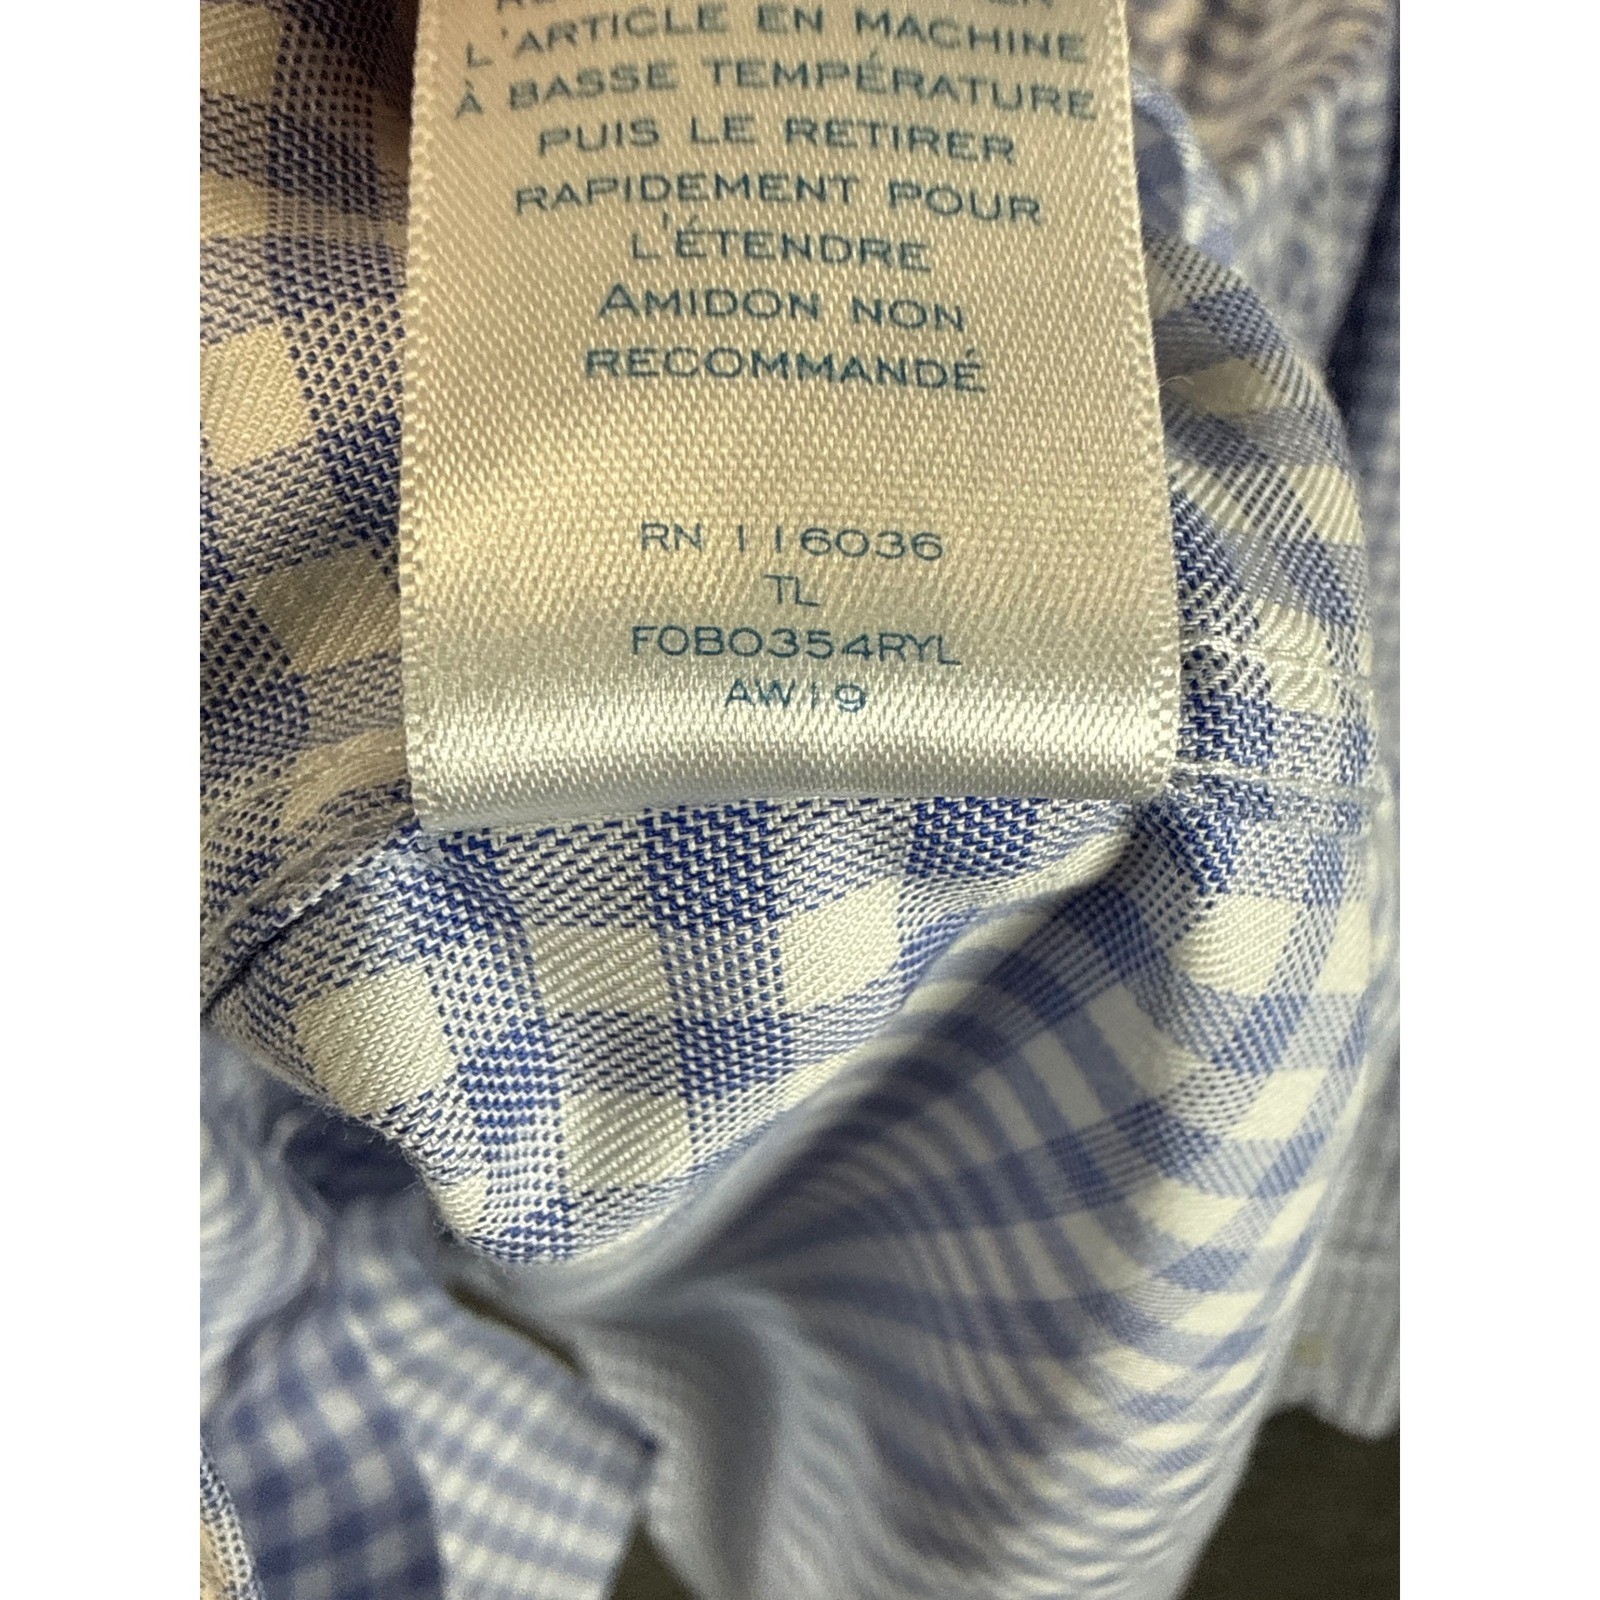 L'ARTICLE EN MACHINE
À BASSE TEMPÉRATURE
PUIS LE RETIRER
RAPIDEMENT POUR
L'ÉTENDRE
AMIDON NON
RECOMMANDÉ
RN 116036
TL
F0B0354RYL
AW19